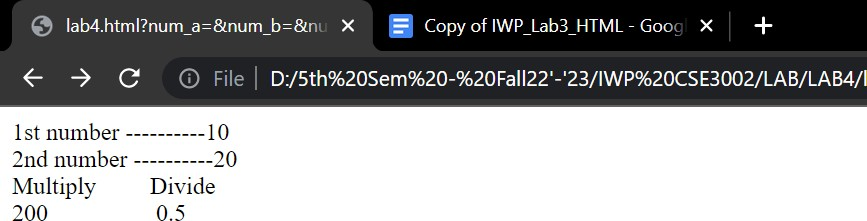 lab4.html?num_a=&num_b=&nu
Copy of IWP_Lab3_HTML - Goog
File D:/5th%20Sem%20-%20Fall22'-'23/IWP%20CSE3002/LAB/LAB4/l
1st number ----------10
2nd number ----------20
Multiply Divide
200 0.5